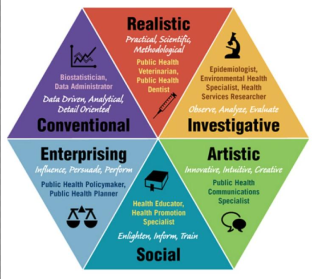 Realistic
Practical, Scientific,
Methodological
Public Health
Veterinarian,
Public Health
Dentist
Biostatistician,
Data Administrator
Data Driven, Analytical,
Detail Oriented
Conventional
Epidemiologist,
Environmental Health
Specialist, Health
Services Researcher
Observe, Analyze, Evaluate
Investigative
Enterprising
Influence, Persuade, Perform
Public Health Policymaker,
Public Health Planner
Health Educator,
Health Promotion
Specialist
Enlighten, Inform, Train
Social
Artistic
Innovative, Intuitive, Creative
Public Health
Communications
Specialist